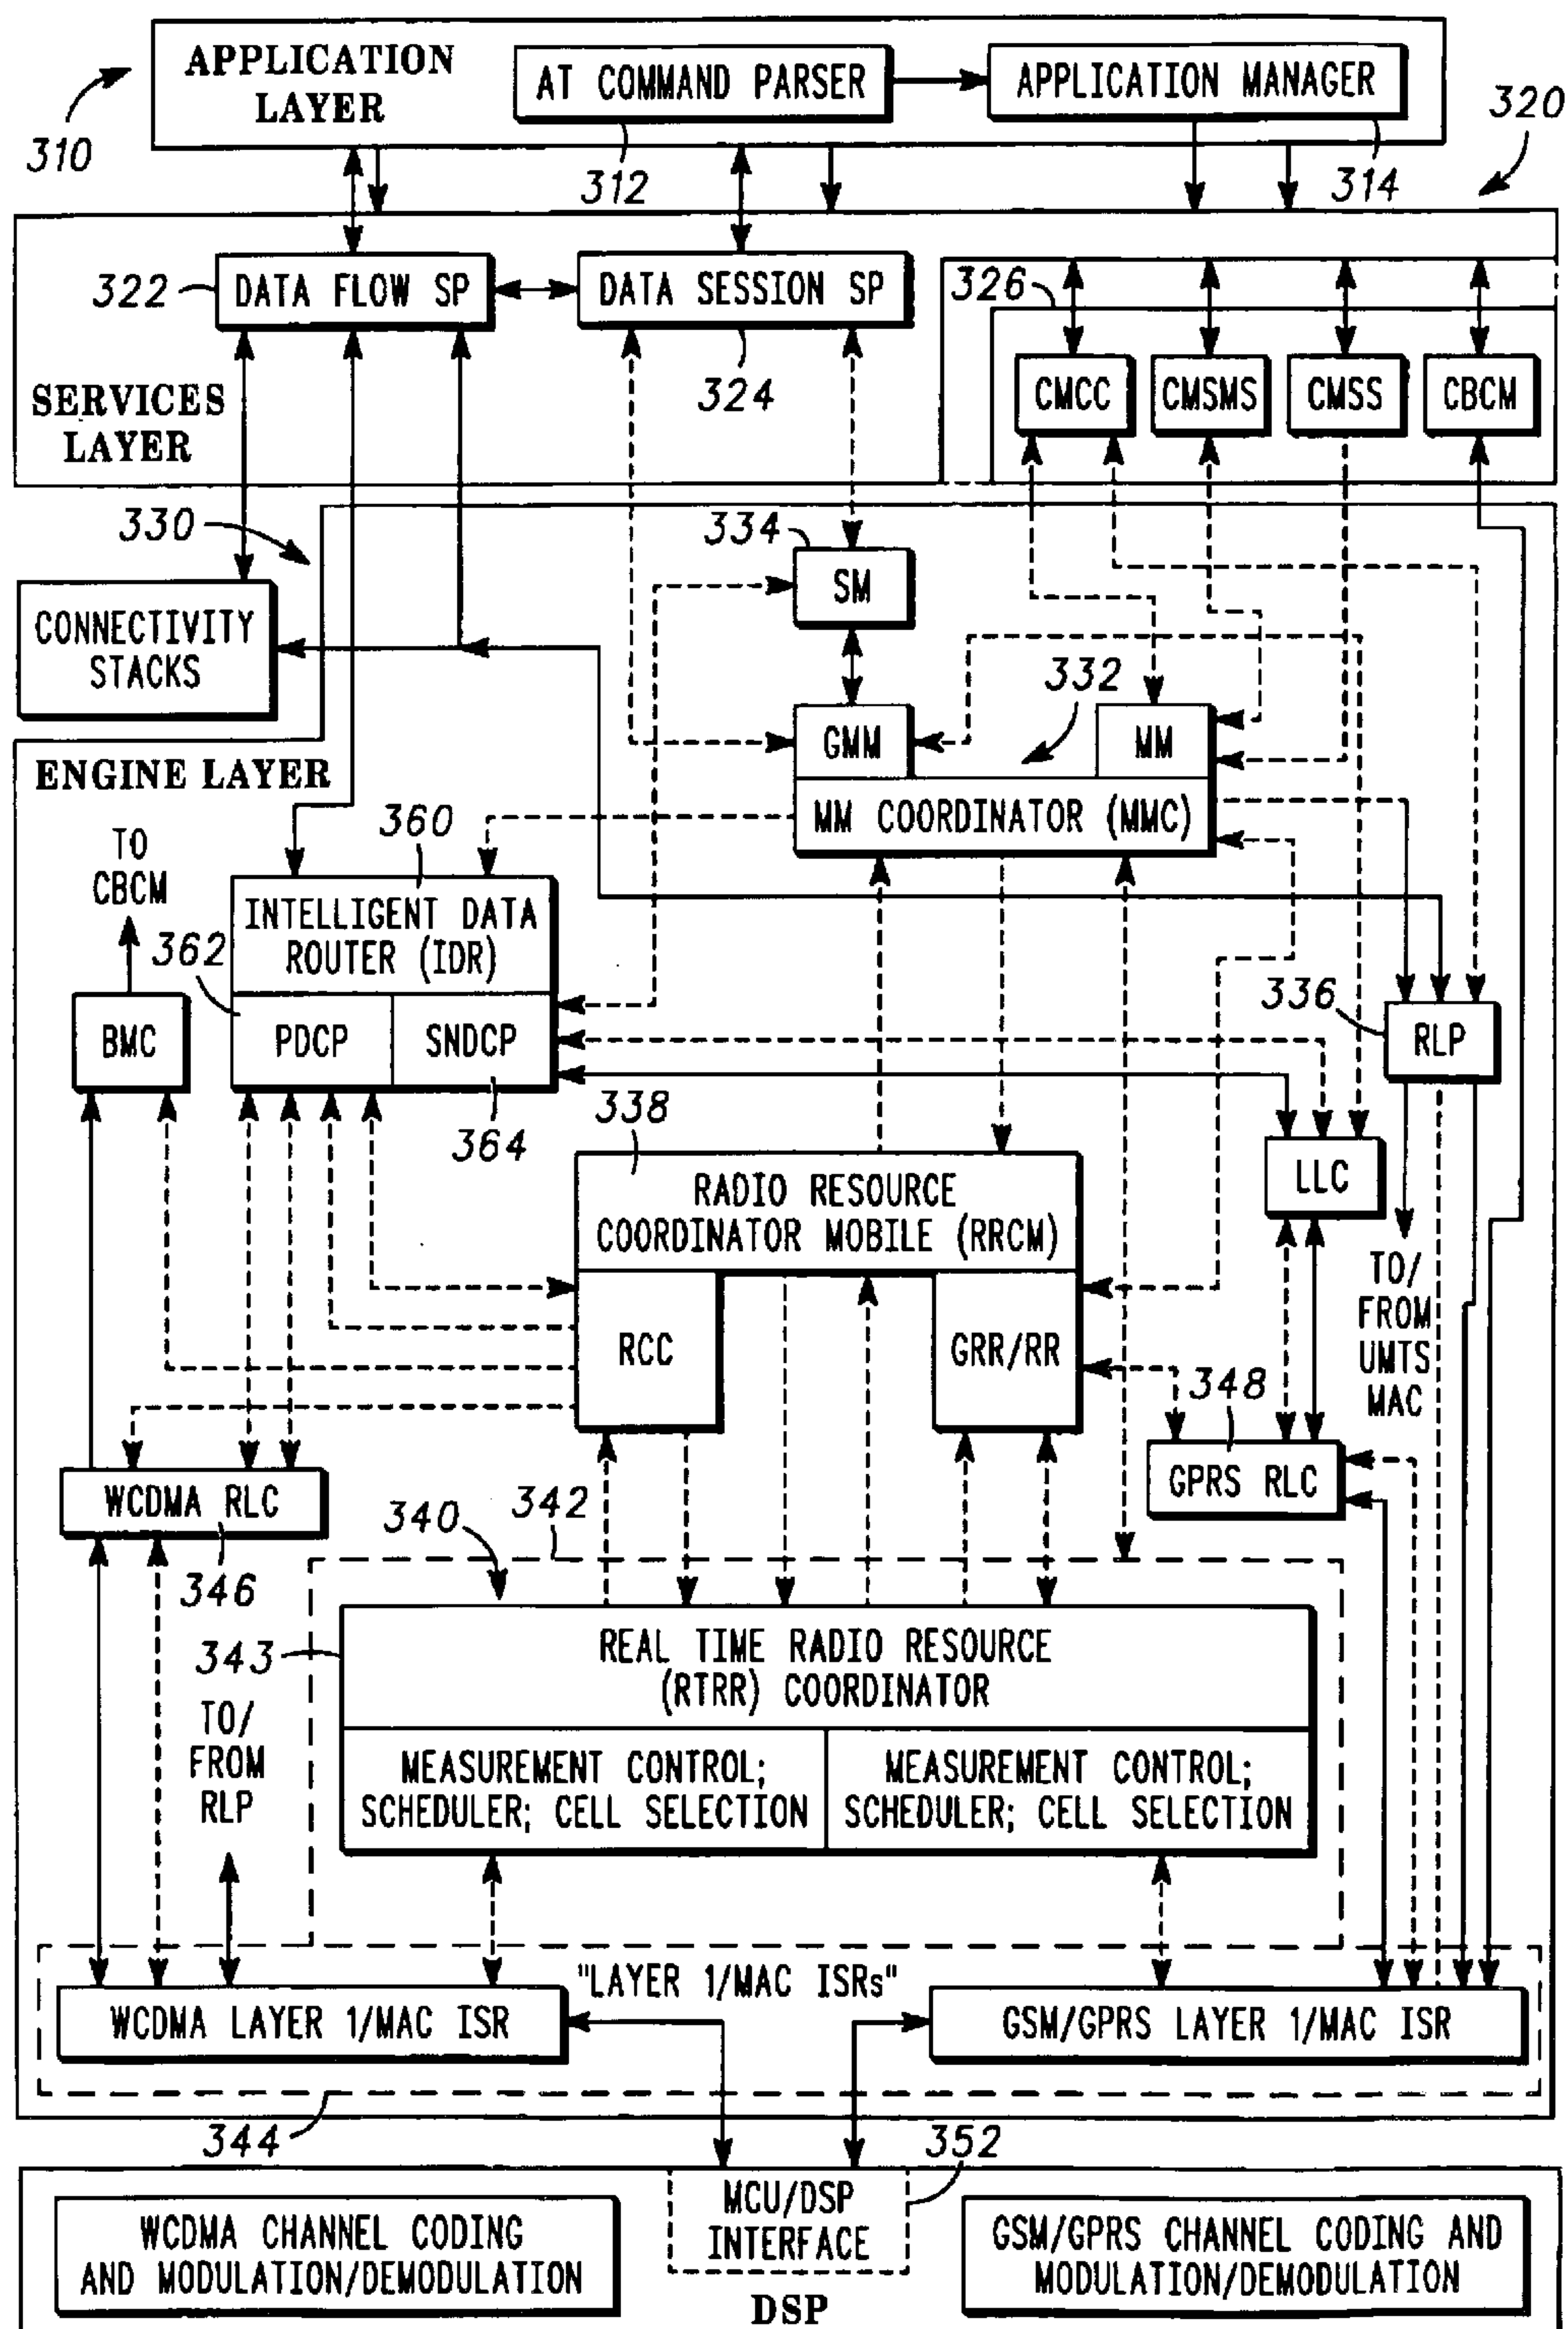 APPLICATION
LAYER
AT COMMAND PARSER
APPLICATION MANAGER
310
312
314
320
322
DATA FLOW SP
DATA SESSION SP
324
326
CMCC
CMSMS
CMSS
CBCM
SERVICES
LAYER
330
334
SM
CONNECTIVITY
STACKS
332
GMM
MM
MM COORDINATOR (MMC)
ENGINE LAYER
TO
CBCM
360
INTELLIGENT DATA
ROUTER (IDR)
362
BMC
PDCP
SNDCP
364
336
RLP
338
RADIO RESOURCE
COORDINATOR MOBILE (RRCM)
LLC
RCC
GRR/RR
TO/
FROM
UMTS
MAC
348
GPRS RLC
WCDMA RLC
346
340
342
343
REAL TIME RADIO RESOURCE
(RTRR) COORDINATOR
TO/
FROM
RLP
MEASUREMENT CONTROL;
SCHEDULER; CELL SELECTION
MEASUREMENT CONTROL;
SCHEDULER; CELL SELECTION
"LAYER 1/MAC ISRs"
WCDMA LAYER 1/MAC ISR
GSM/GPRS LAYER 1/MAC ISR
344
352
MCU/DSP
INTERFACE
WCDMA CHANNEL CODING
AND MODULATION/DEMODULATION
GSM/GPRS CHANNEL CODING AND
MODULATION/DEMODULATION
DSP